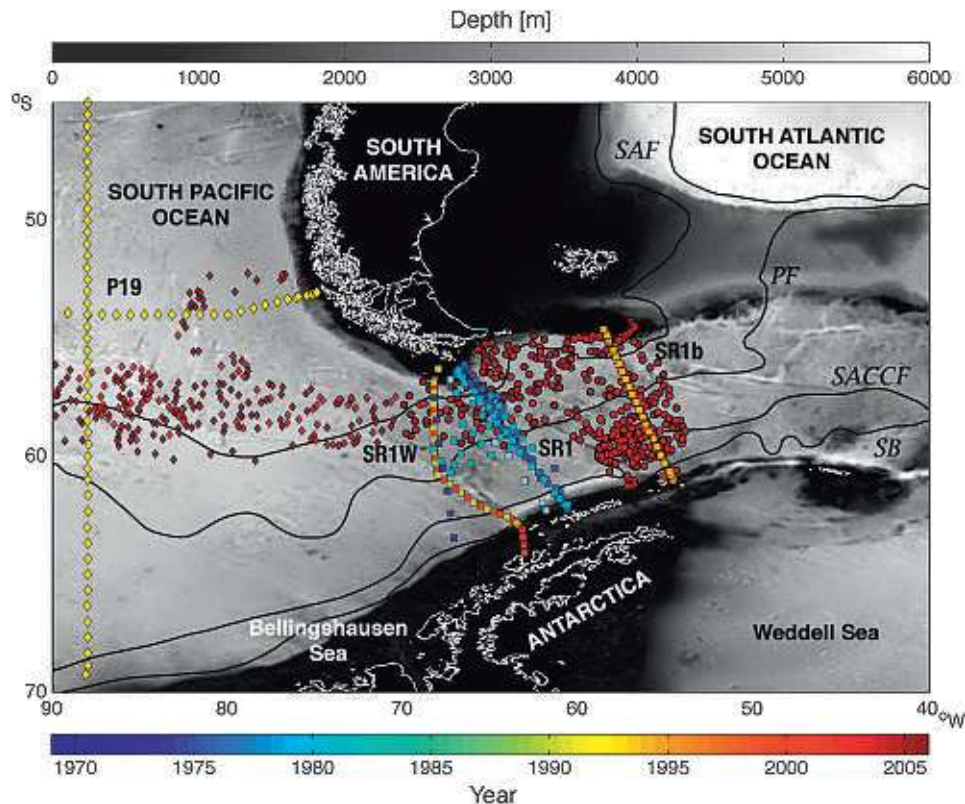 Depth [m]
0 1000 2000 3000 4000 5000 6000
ºS
SOUTH AMERICA
SAF
SOUTH ATLANTIC OCEAN
SOUTH PACIFIC OCEAN
50
P19
PF
SR1b
SACCF
60
SR1W
SR1
SB
ANTARCTICA
Bellingshausen Sea
Weddell Sea
70
90 80 70 60 50 40 ºW
1970 1975 1980 1985 1990 1995 2000 2005
Year